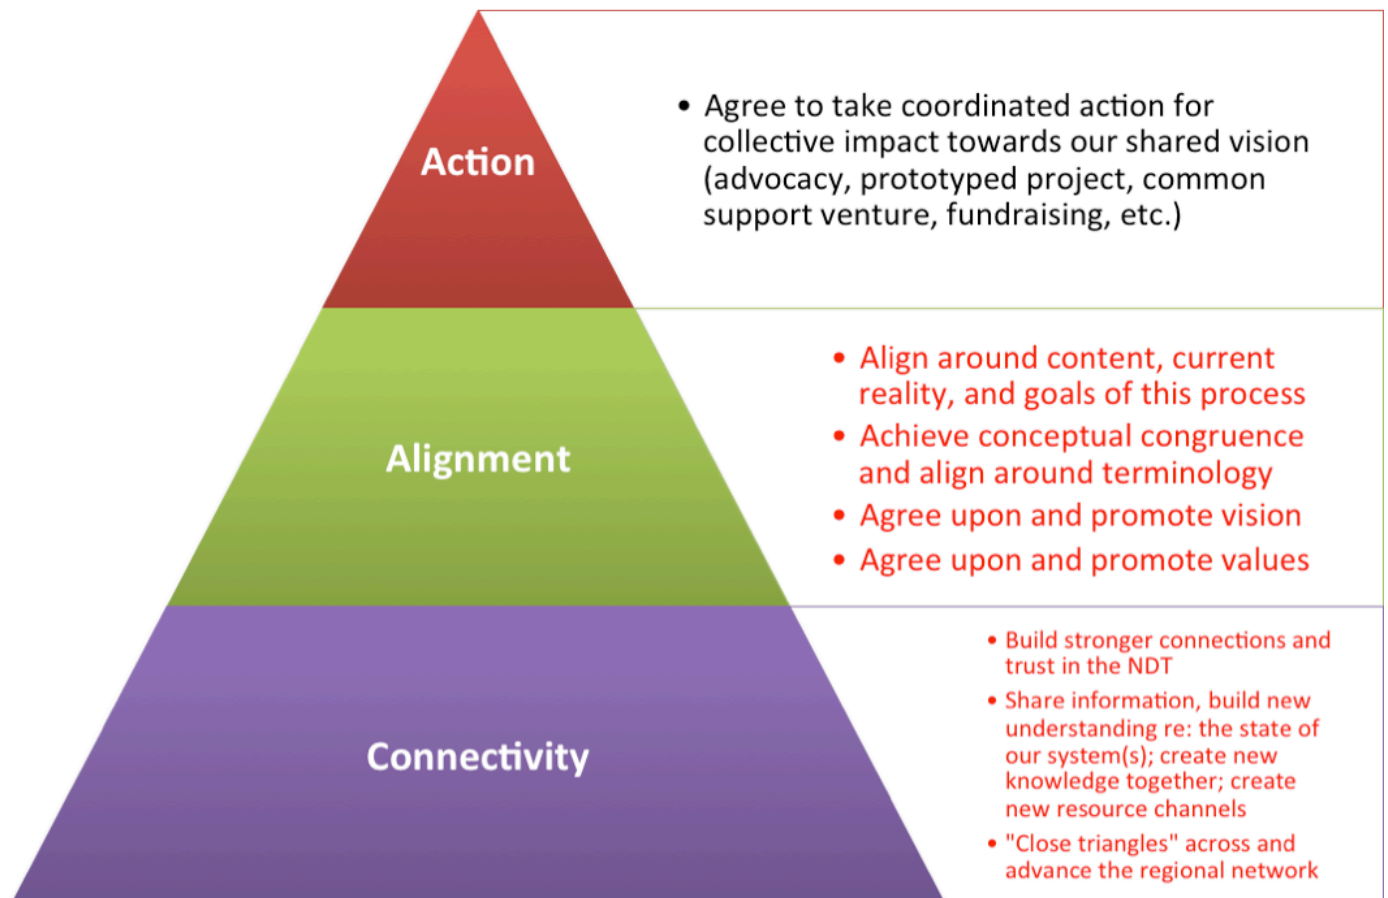 Action
• Agree to take coordinated action for
collective impact towards our shared vision
(advocacy, prototyped project, common
support venture, fundraising, etc.)
Alignment
• Align around content, current
reality, and goals of this process
• Achieve conceptual congruence
and align around terminology
• Agree upon and promote vision
• Agree upon and promote values
Connectivity
• Build stronger connections and
trust in the NDT
• Share information, build new
understanding re: the state of
our system(s); create new
knowledge together; create
new resource channels
• "Close triangles" across and
advance the regional network